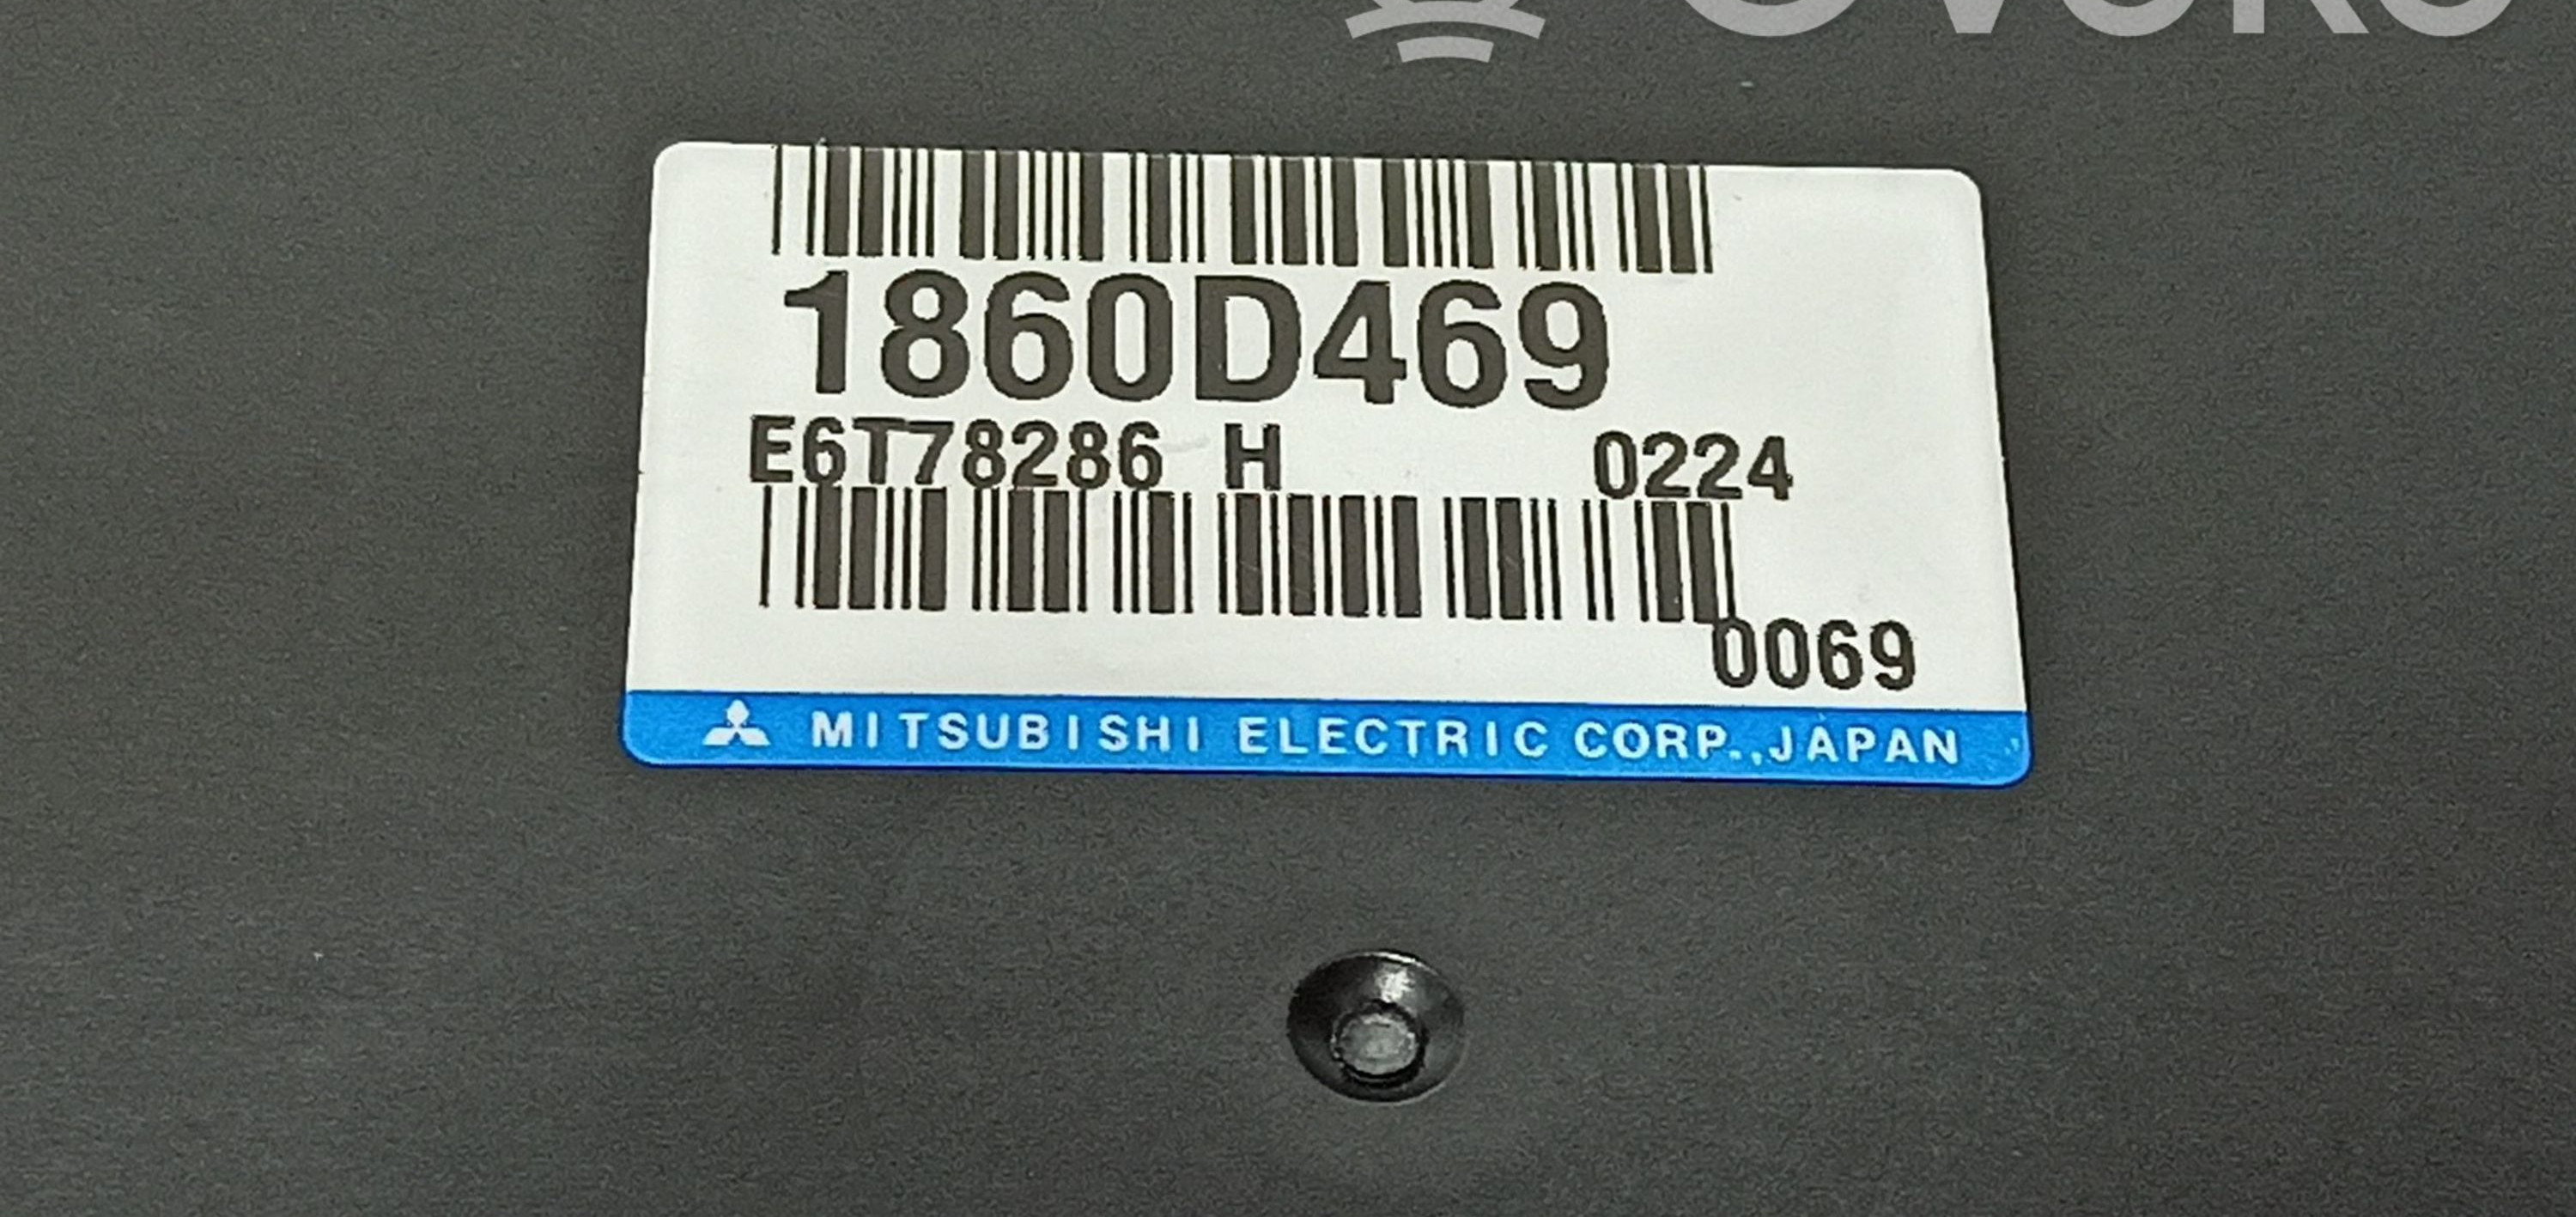 1860D469
E6T78286 H 0224
0069
MITSUBISHI ELECTRIC CORP.,JAPAN